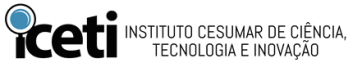 iceti
INSTITUTO CESUMAR DE CIÊNCIA,
TECNOLOGIA E INOVAÇÃO